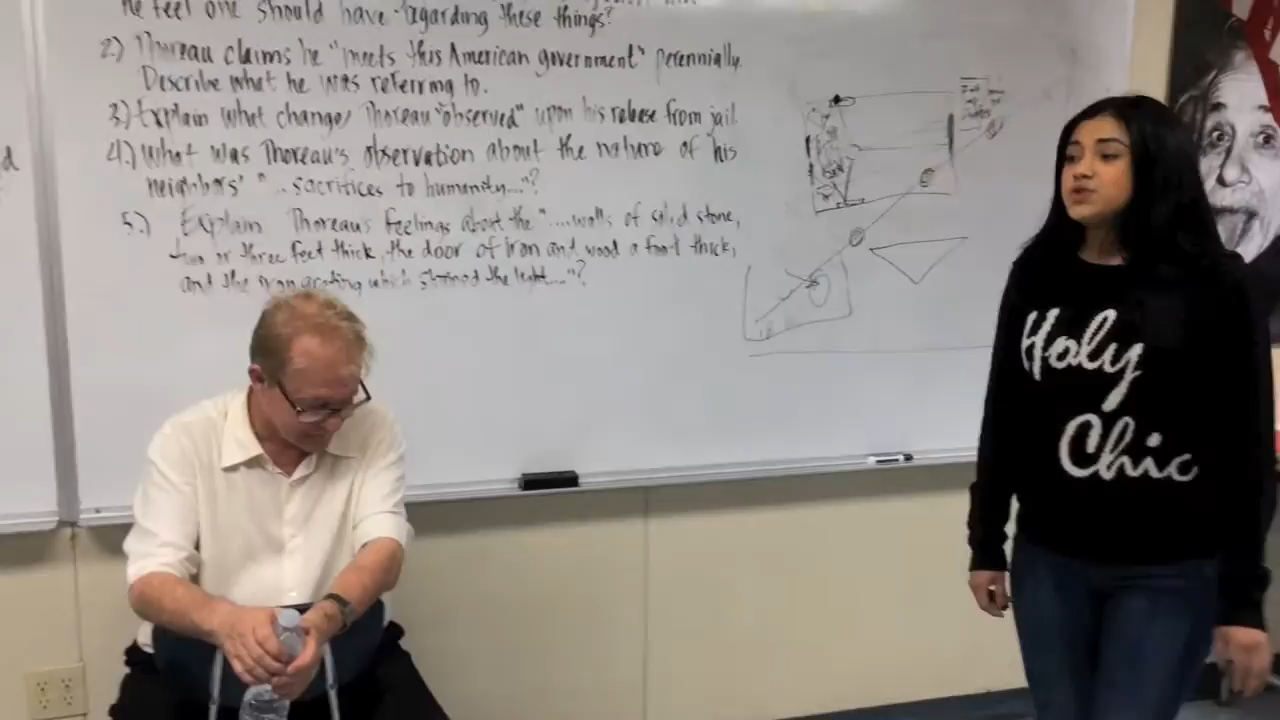 he feel one should have regarding these things?
2.) Thoreau claims he "meets this American government" perennially.
Describe what he was referring to.
3.) Explain what change Thoreau "observed" upon his release from jail
4.) What was Thoreau's observation about the nature of his
neighbors' "...sacrifices to humanity...."?
5.) Explain Thoreau's feelings about the "....walls of solid stone,
two or three feet thick, the door of iron and wood a foot thick,
and the iron grating which strained the light...."?
Holy
Chic